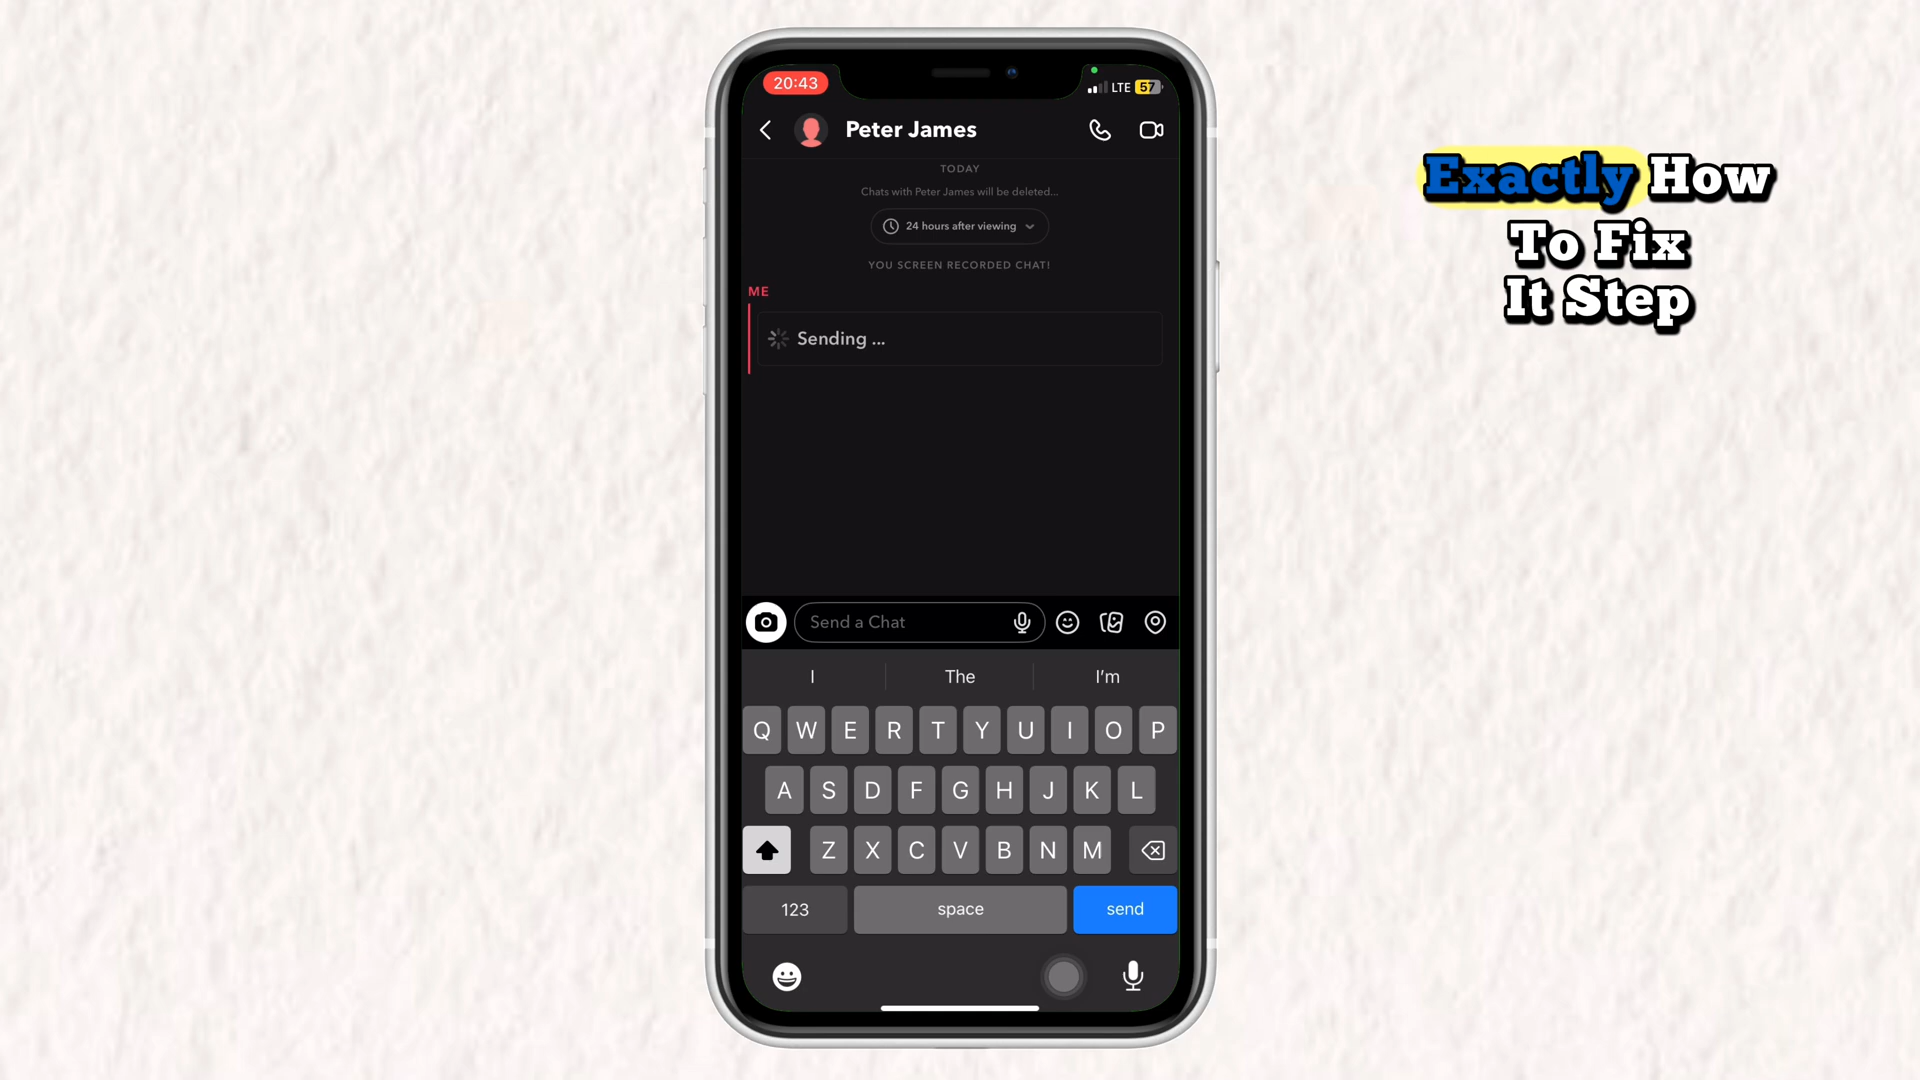 20:43
LTE 57
Peter James
TODAY
Chats with Peter James will be deleted...
24 hours after viewing
YOU SCREEN RECORDED CHAT!
ME
Sending ...
Send a Chat
I The I'm
Q W E R T Y U I O P
A S D F G H J K L
Z X C V B N M
123 space send
Exactly How
To Fix
It Step